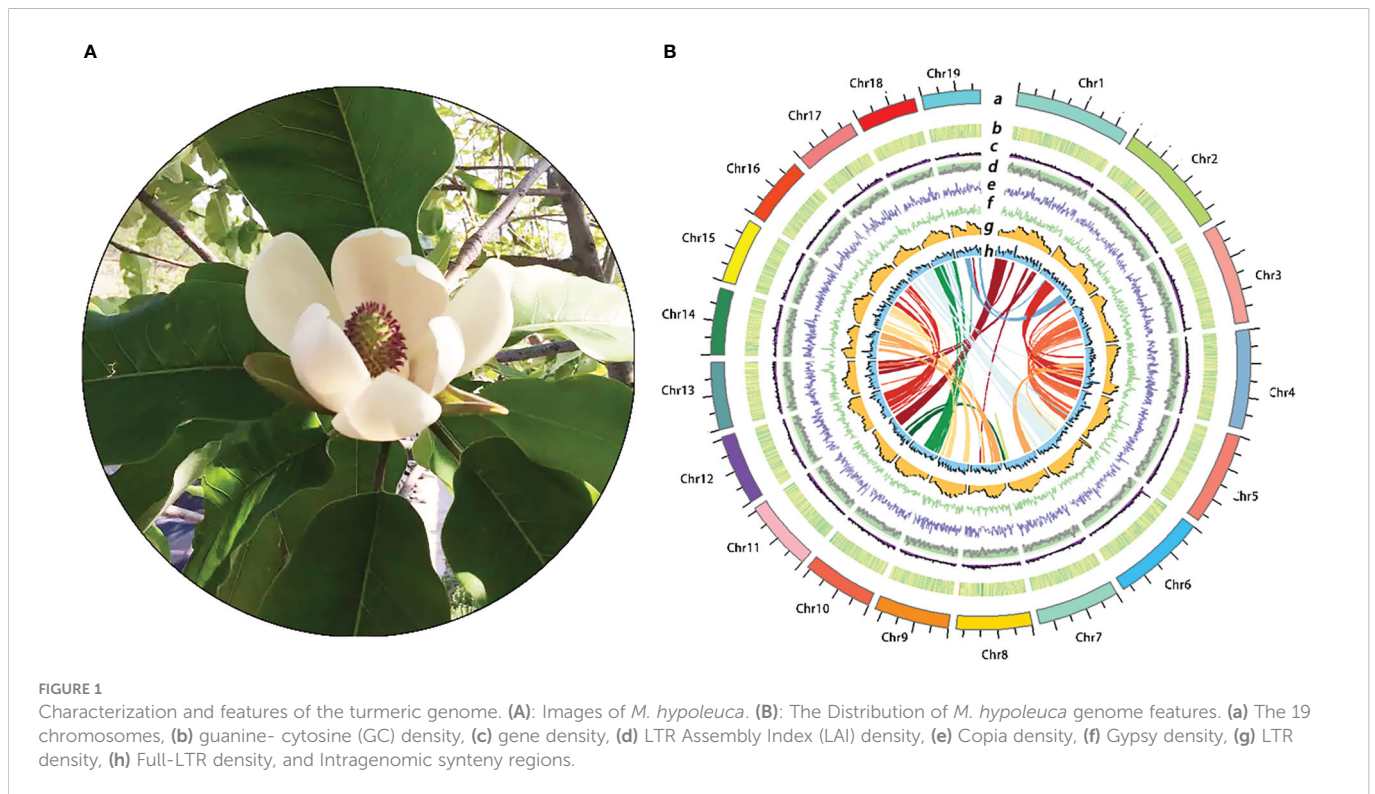 A
B
Chr1
Chr2
Chr3
Chr4
Chr5
Chr6
Chr7
Chr8
Chr9
Chr10
Chr11
Chr12
Chr13
Chr14
Chr15
Chr16
Chr17
Chr18
Chr19
a
b
c
d
e
f
g
h
FIGURE 1
Characterization and features of the turmeric genome. (A): Images of M. hypoleuca. (B): The Distribution of M. hypoleuca genome features. (a) The 19
chromosomes, (b) guanine- cytosine (GC) density, (c) gene density, (d) LTR Assembly Index (LAI) density, (e) Copia density, (f) Gypsy density, (g) LTR
density, (h) Full-LTR density, and Intragenomic synteny regions.